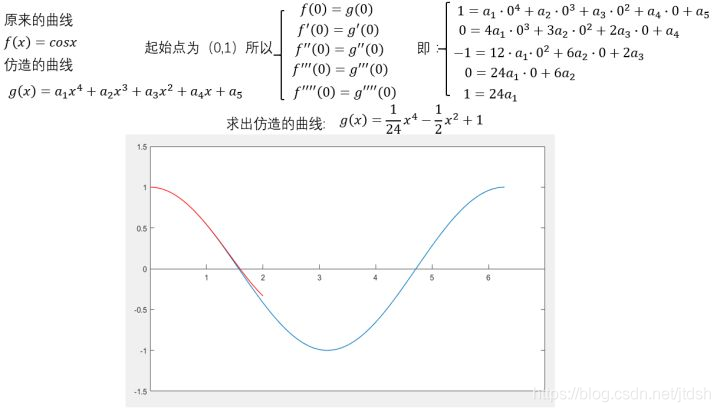 原来的曲线
f(x) = cosx
仿造的曲线
g(x) = a₁x⁴ + a₂x³ + a₃x² + a₄x + a₅
起始点为（0,1）所以
f(0) = g(0)
f′(0) = g′(0)
f″(0) = g″(0)
f‴(0) = g‴(0)
f′′′′(0) = g′′′′(0)
即：
1 = a₁·0⁴ + a₂·0³ + a₃·0² + a₄·0 + a₅
0 = 4a₁·0³ + 3a₂·0² + 2a₃·0 + a₄
−1 = 12·a₁·0² + 6a₂·0 + 2a₃
0 = 24a₁·0 + 6a₂
1 = 24a₁
求出仿造的曲线: g(x) = 1/24 x⁴ − 1/2 x² + 1
1.5
1
0.5
0
-0.5
-1
-1.5
1 2 3 4 5 6
https://blog.csdn.net/jtdsh